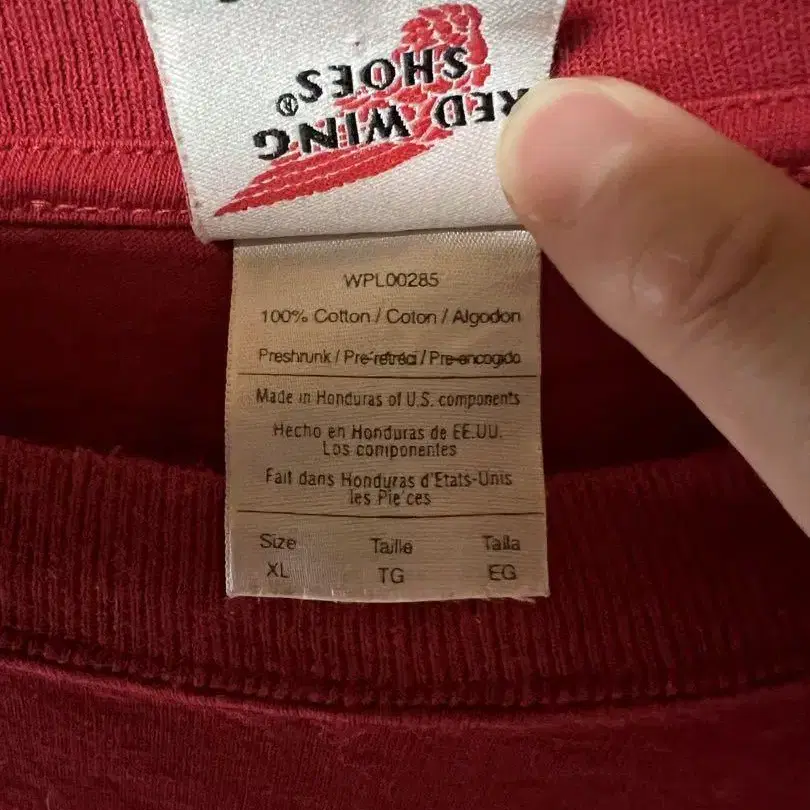 RED WING
SHOES®
WPL00285
100% Cotton / Coton / Algodon
Preshrunk / Pré-rétréci / Pre-encogido
Made in Honduras of U.S. components
Hecho en Honduras de EE.UU.
Los componentes
Fait dans Honduras d'Etats-Unis
les Pie'ces
Size Taille Talla
XL TG EG